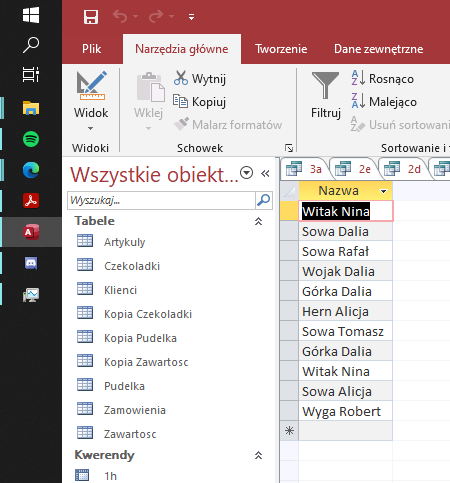 Plik Narzędzia główne Tworzenie Dane zewnętrzne
Widok
Widoki
Wklej
Wytnij
Kopiuj
Malarz formatów
Schowek
Filtruj
Rosnąco
Malejąco
Usuń sortowani
Sortowanie i
Wszystkie obiekt...
Wyszukaj...
Tabele
Artykuly
Czekoladki
Klienci
Kopia Czekoladki
Kopia Pudelka
Kopia Zawartosc
Pudelka
Zamowienia
Zawartosc
Kwerendy
1h
3a 2e 2d
Nazwa
Witak Nina
Sowa Dalia
Sowa Rafał
Wojak Dalia
Górka Dalia
Hern Alicja
Sowa Tomasz
Górka Dalia
Witak Nina
Sowa Alicja
Wyga Robert